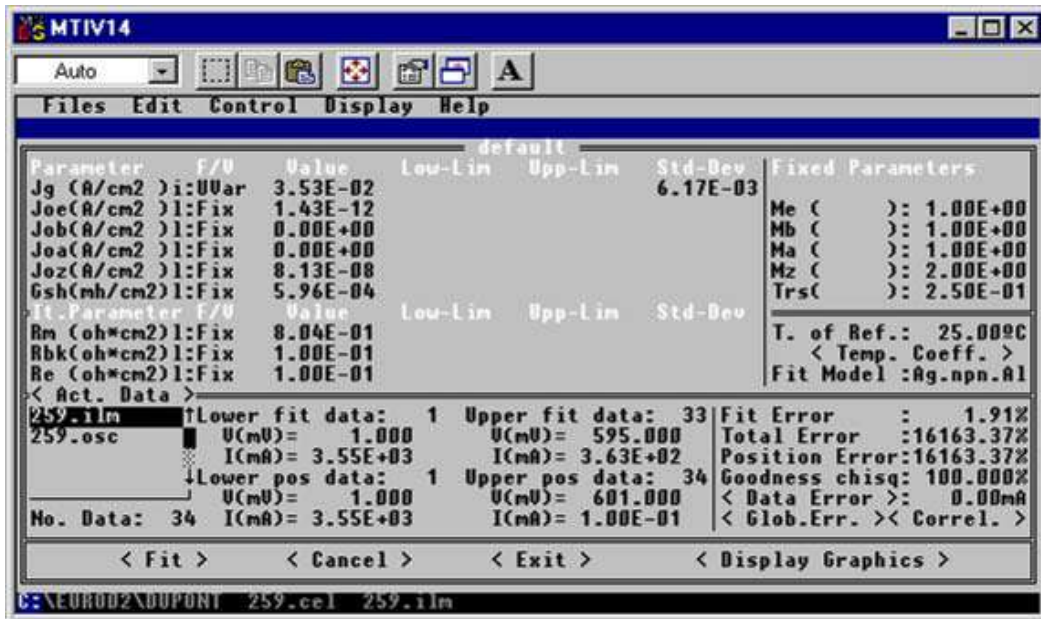 MTIV14
Auto A
Files Edit Control Display Help
default
Parameter F/V Value Low-Lim Upp-Lim Std-Dev Fixed Parameters
Jg (A/cm2 )i:UVar 3.53E-02 6.17E-03
Joe(A/cm2 )l:Fix 1.43E-12 Me ( ): 1.00E+00
Job(A/cm2 )l:Fix 0.00E+00 Mb ( ): 1.00E+00
Joa(A/cm2 )l:Fix 0.00E+00 Ma ( ): 1.00E+00
Joz(A/cm2 )l:Fix 8.13E-08 Mz ( ): 2.00E+00
Gsh(mh/cm2)l:Fix 5.96E-04 Trs( ): 2.50E-01
It.Parameter F/V Value Low-Lim Upp-Lim Std-Dev
Rm (oh*cm2)l:Fix 8.04E-01 T. of Ref.: 25.00ºC
Rbk(oh*cm2)l:Fix 1.00E-01 < Temp. Coeff. >
Re (oh*cm2)l:Fix 1.00E-01 Fit Model :Ag.npn.Al
< Act. Data >
259.ilm ↑Lower fit data: 1 Upper fit data: 33 Fit Error : 1.91%
259.osc V(mV)= 1.000 V(mV)= 595.000 Total Error :16163.37%
I(mA)= 3.55E+03 I(mA)= 3.63E+02 Position Error:16163.37%
↓Lower pos data: 1 Upper pos data: 34 Goodness chisq: 100.000%
V(mV)= 1.000 V(mV)= 601.000 < Data Error >: 0.00mA
No. Data: 34 I(mA)= 3.55E+03 I(mA)= 1.00E-01 < Glob.Err. >< Correl. >
< Fit > < Cancel > < Exit > < Display Graphics >
C:\EUROD2\DUPONT 259.cel 259.ilm